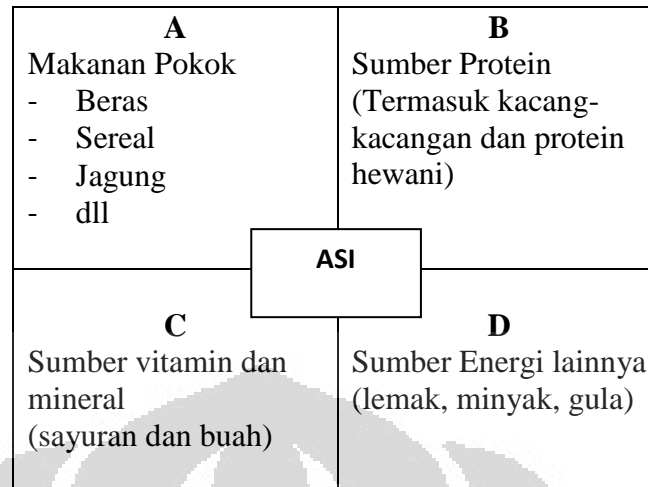 A
Makanan Pokok
- Beras
- Sereal
- Jagung
- dll
B
Sumber Protein
(Termasuk kacang-
kacangan dan protein
hewani)
ASI
C
Sumber vitamin dan
mineral
(sayuran dan buah)
D
Sumber Energi lainnya
(lemak, minyak, gula)